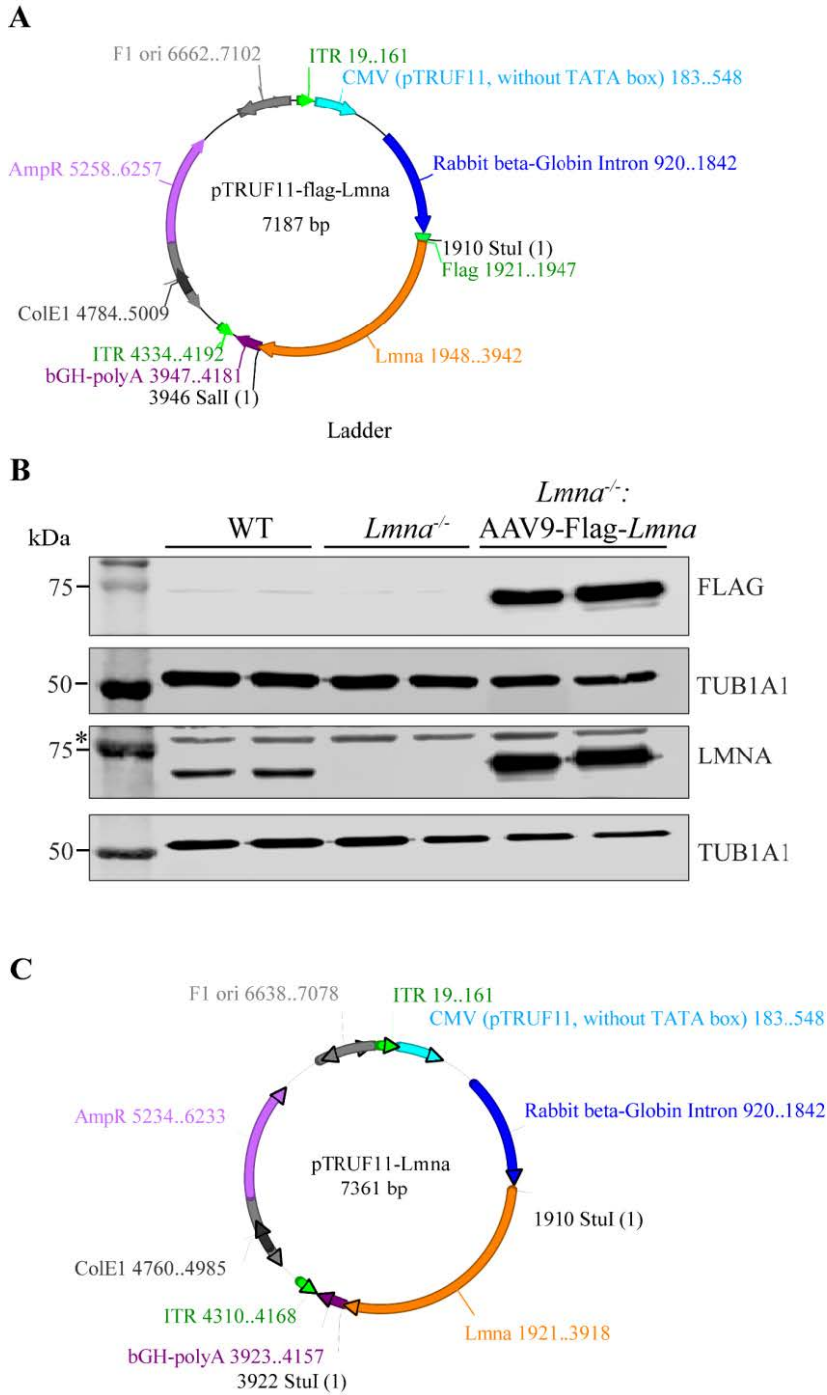 A
F1 ori 6662..7102
ITR 19..161
CMV (pTRUF11, without TATA box) 183..548
AmpR 5258..6257
Rabbit beta-Globin Intron 920..1842
pTRUF11-flag-Lmna
7187 bp
1910 StuI (1)
Flag 1921..1947
ColE1 4784..5009
ITR 4334..4192
Lmna 1948..3942
bGH-polyA 3947..4181
3946 SalI (1)
Ladder
B
kDa
WT
Lmna-/-
Lmna-/-:
AAV9-Flag-Lmna
75
FLAG
50
TUB1A1
*
75
LMNA
50
TUB1A1
C
F1 ori 6638..7078
ITR 19..161
CMV (pTRUF11, without TATA box) 183..548
AmpR 5234..6233
Rabbit beta-Globin Intron 920..1842
pTRUF11-Lmna
7361 bp
1910 StuI (1)
ColE1 4760..4985
ITR 4310..4168
Lmna 1921..3918
bGH-polyA 3923..4157
3922 StuI (1)